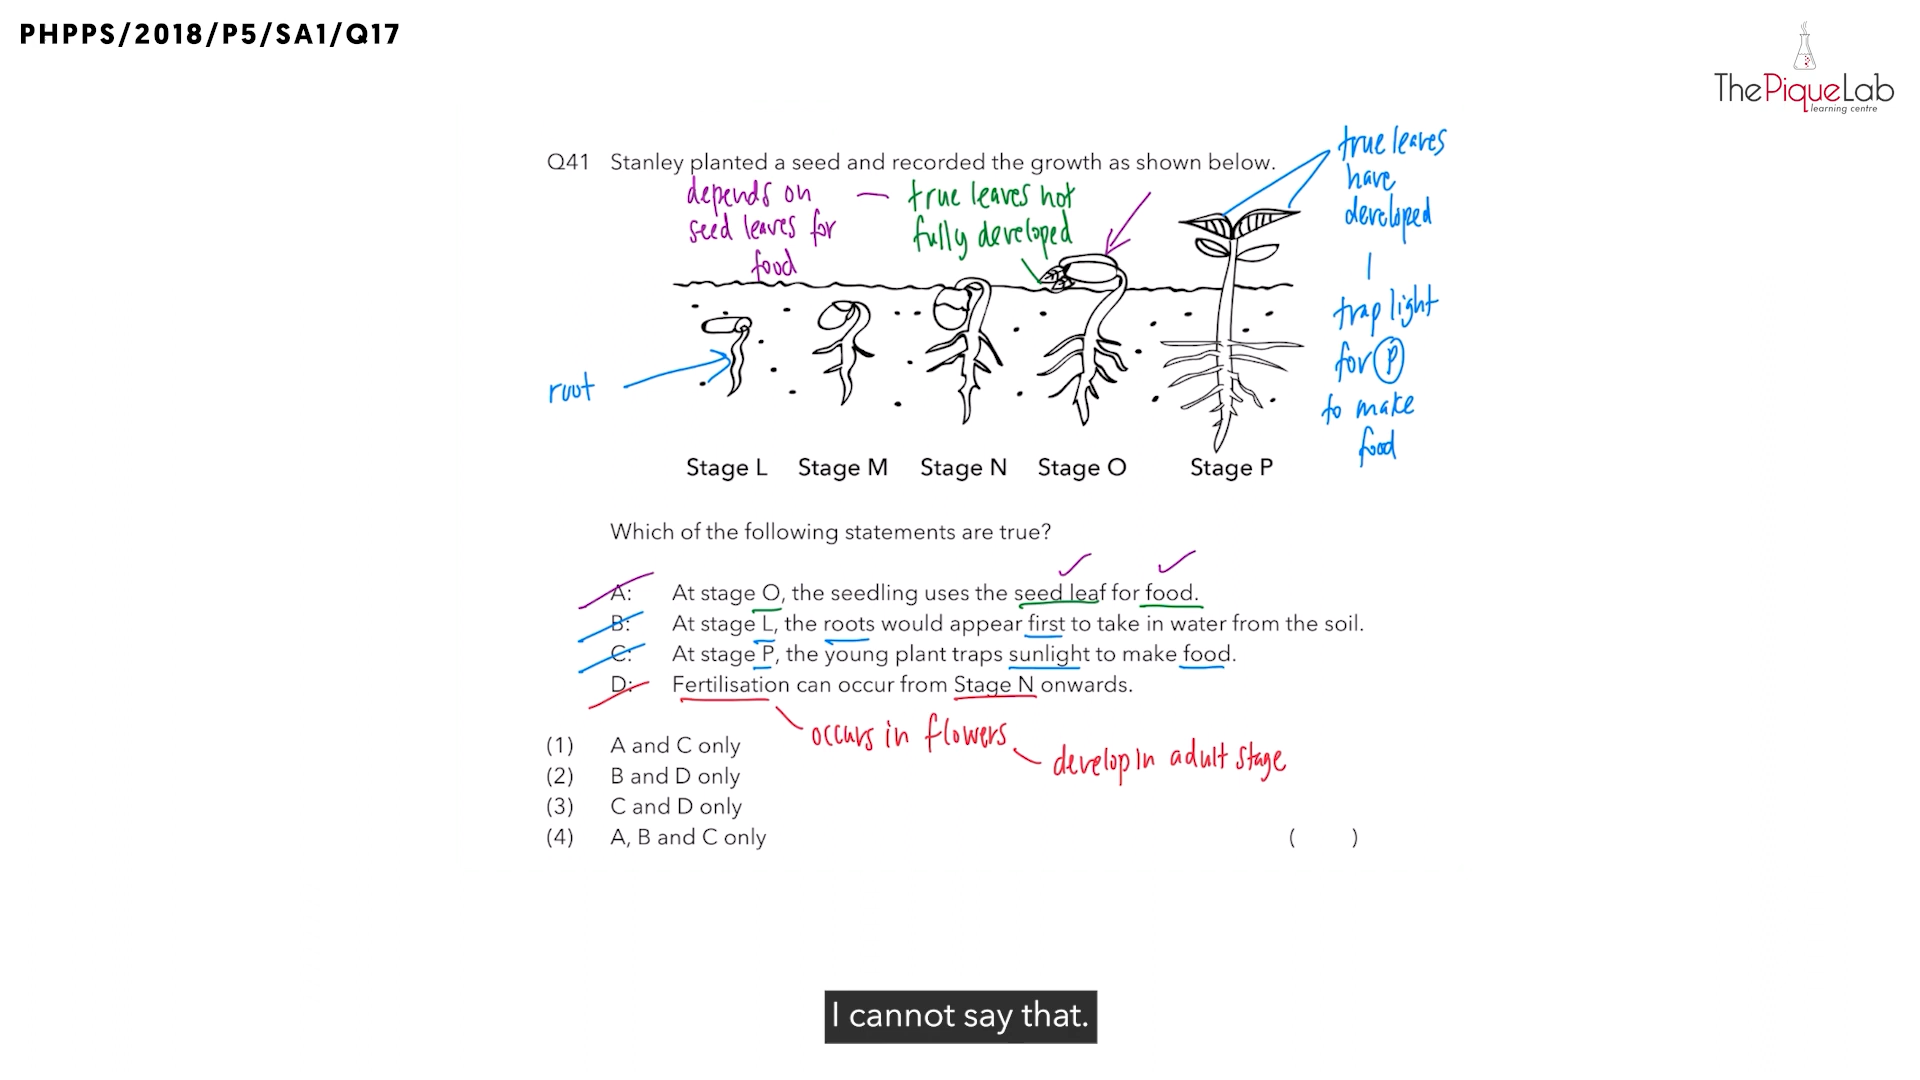 PHPPS/2018/P5/SA1/Q17
ThePiqueLab
learning centre
Q41 Stanley planted a seed and recorded the growth as shown below.
depends on
seed leaves for
food
true leaves not
fully developed
true leaves
have
developed
trap light
for P
to make
food
root
Stage L Stage M Stage N Stage O Stage P
Which of the following statements are true?
A: At stage O, the seedling uses the seed leaf for food.
B: At stage L, the roots would appear first to take in water from the soil.
C: At stage P, the young plant traps sunlight to make food.
D: Fertilisation can occur from Stage N onwards.
occurs in flowers
develop in adult stage
(1) A and C only
(2) B and D only
(3) C and D only
(4) A, B and C only ( )
I cannot say that.